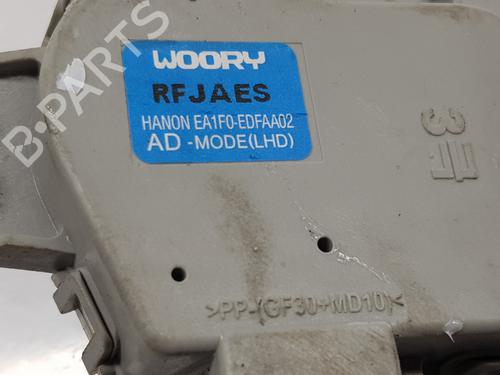 WOORY
RFJAES
HANON EA1F0-EDFAA02
AD -MODE(LHD)
>PP-(GF30+MD10)<
B-PARTS